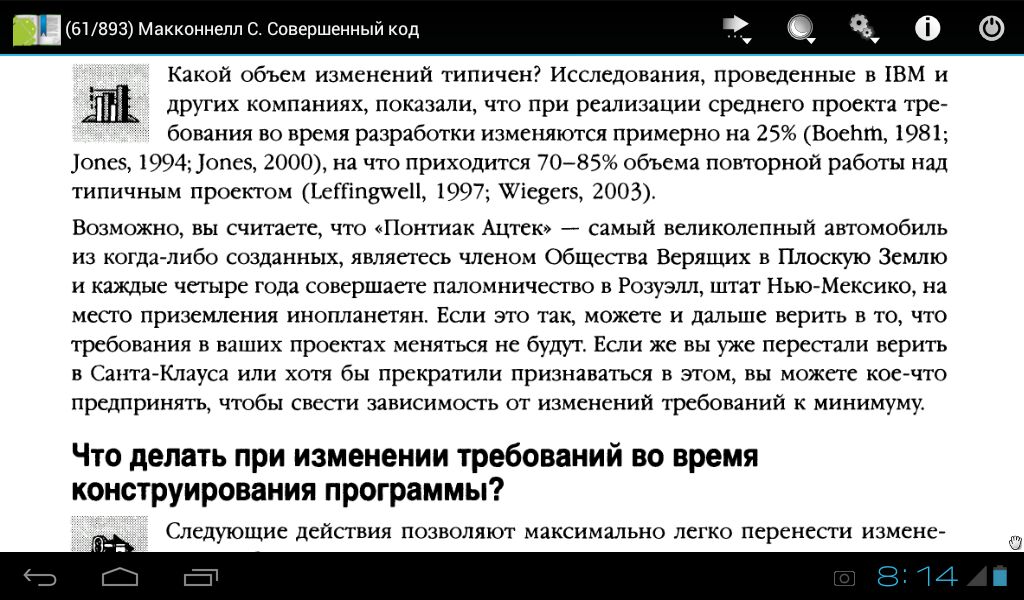 (61/893) Макконнелл С. Совершенный код
Какой объем изменений типичен? Исследования, проведенные в IBM и
других компаниях, показали, что при реализации среднего проекта тре-
бования во время разработки изменяются примерно на 25% (Boehm, 1981;
Jones, 1994; Jones, 2000), на что приходится 70–85% объема повторной работы над
типичным проектом (Leffingwell, 1997; Wiegers, 2003).
Возможно, вы считаете, что «Понтиак Ацтек» — самый великолепный автомобиль
из когда-либо созданных, являетесь членом Общества Верящих в Плоскую Землю
и каждые четыре года совершаете паломничество в Розуэлл, штат Нью-Мексико, на
место приземления инопланетян. Если это так, можете и дальше верить в то, что
требования в ваших проектах меняться не будут. Если же вы уже перестали верить
в Санта-Клауса или хотя бы прекратили признаваться в этом, вы можете кое-что
предпринять, чтобы свести зависимость от изменений требований к минимуму.
Что делать при изменении требований во время
конструирования программы?
Следующие действия позволяют максимально легко перенести измене-
8:14